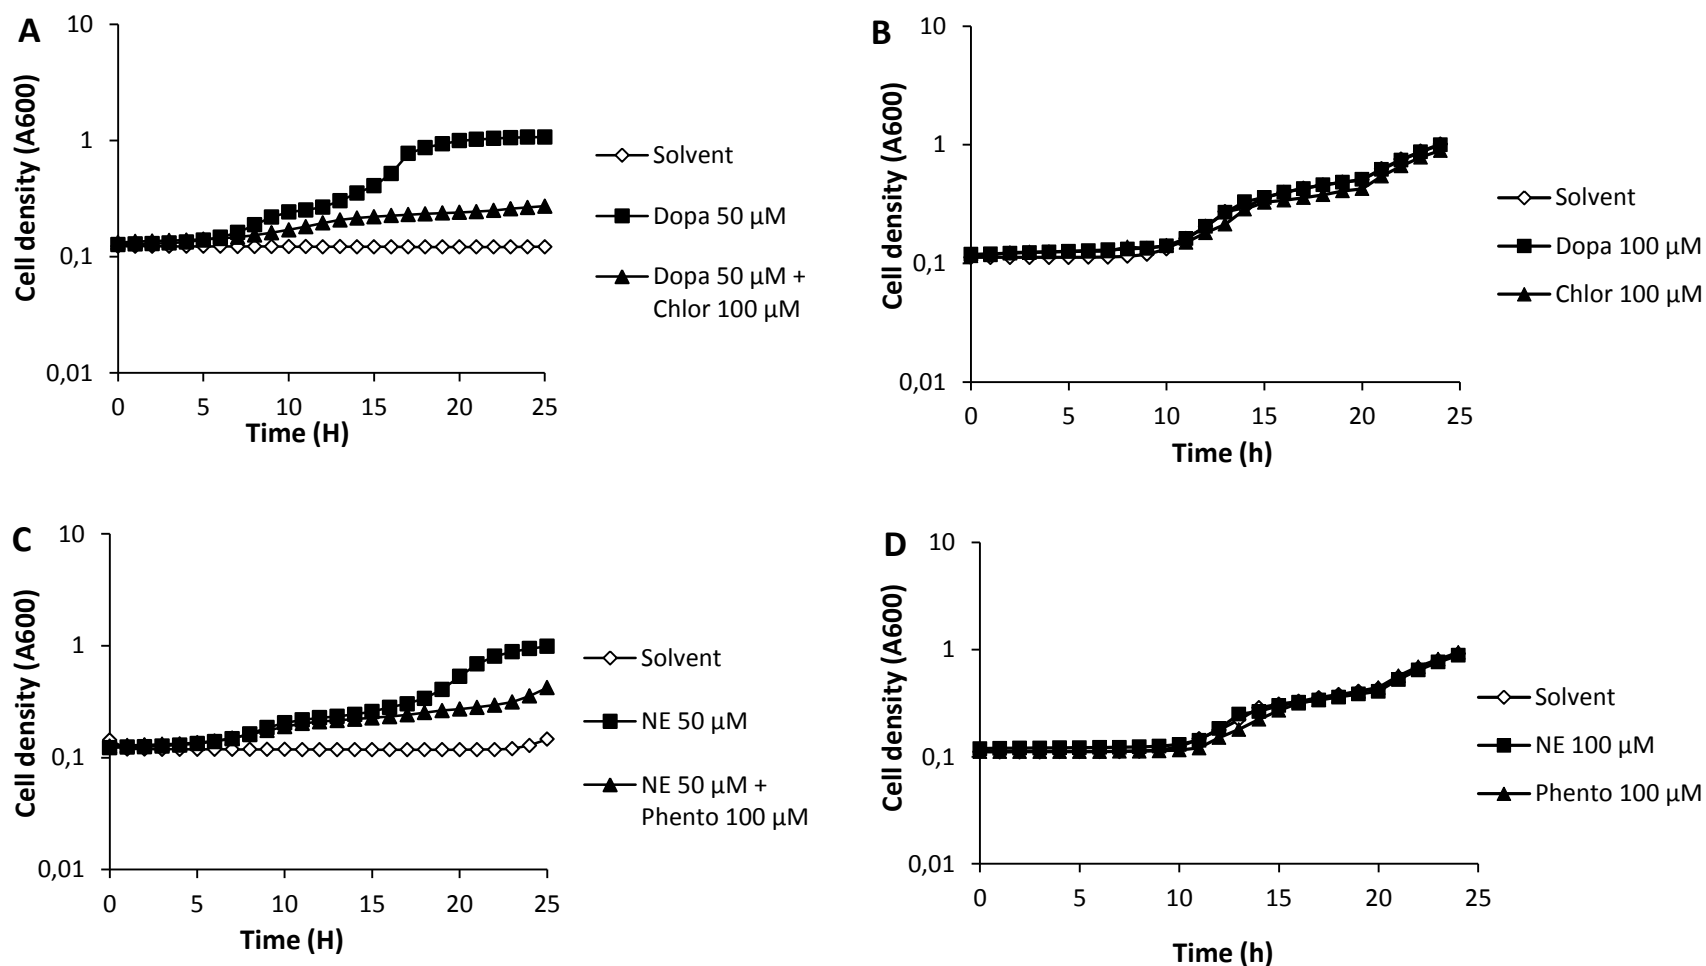 A
Cell density (A600)
10
1
0,1
0,01
0 5 10 15 20 25
Time (H)
Solvent
Dopa 50 µM
Dopa 50 µM +
Chlor 100 µM
B
Cell density (A600)
10
1
0,1
0,01
0 5 10 15 20 25
Time (h)
Solvent
Dopa 100 µM
Chlor 100 µM
C
Cell density (A600)
10
1
0,1
0,01
0 5 10 15 20 25
Time (H)
Solvent
NE 50 µM
NE 50 µM +
Phento 100 µM
D
Cell density (A600)
10
1
0,1
0,01
0 5 10 15 20 25
Time (h)
Solvent
NE 100 µM
Phento 100 µM